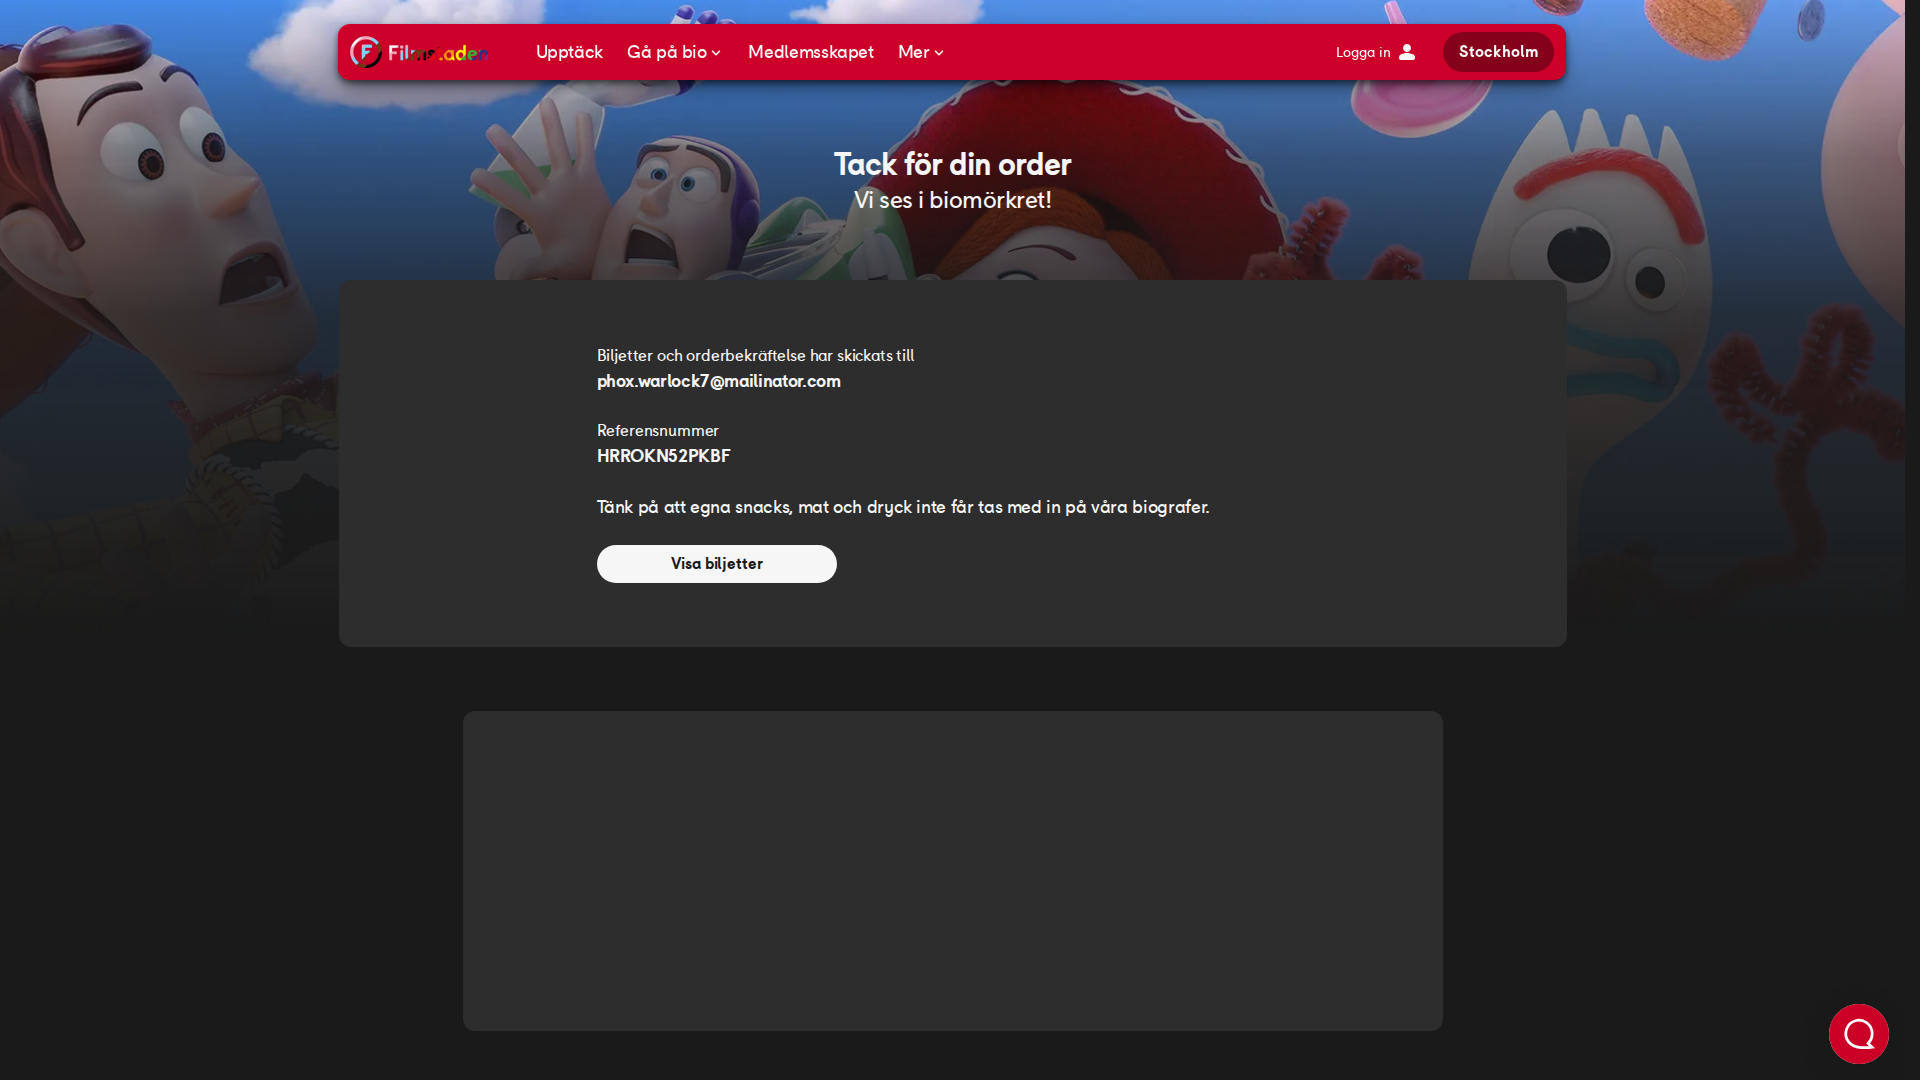 Filmstaden
Upptäck
Gå på bio
Medlemsskapet
Mer
Logga in
Stockholm
Tack för din order
Vi ses i biomörkret!
Biljetter och orderbekräftelse har skickats till
phox.warlock7@mailinator.com
Referensnummer
HRROKN52PKBF
Tänk på att egna snacks, mat och dryck inte får tas med in på våra biografer.
Visa biljetter